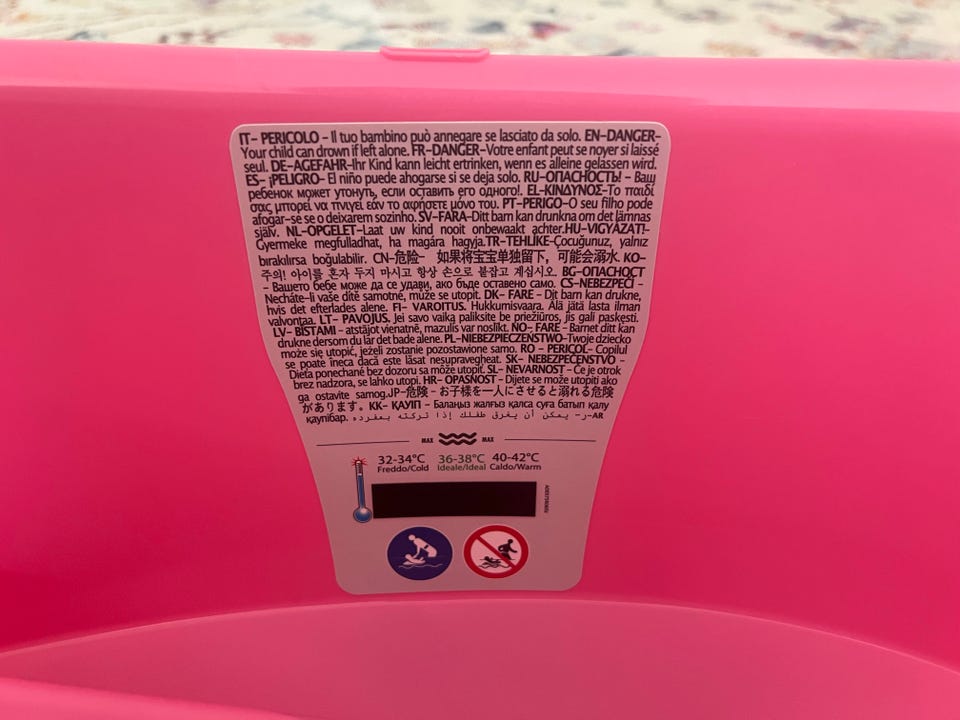 IT- PERICOLO - Il tuo bambino può annegare se lasciato da solo. EN-DANGER-
Your child can drown if left alone. FR-DANGER-Votre enfant peut se noyer si laissé
seul. DE-AGEFAHR-Ihr Kind kann leicht ertrinken, wenn es alleine gelassen wird.
ES- ¡PELIGRO- El niño puede ahogarse si se deja solo. RU-ОПАСНОСТЬ! - Ваш
ребенок может утонуть, если оставить его одного!. EL-ΚΙΝΔΥΝΟΣ-Το παιδί
σας μπορεί να πνιγεί εάν το αφήσετε μόνο του. PT-PERIGO-O seu filho pode
afogar-se se o deixarem sozinho. SV-FARA-Ditt barn kan drunkna om det lämnas
själv. NL-OPGELET-Laat uw kind nooit onbewaakt achter.HU-VIGYÁZAT!-
Gyermeke megfulladhat, ha magára hagyja.TR-TEHLİKE-Çocuğunuz, yalnız
bırakılırsa boğulabilir. CN-危险- 如果将宝宝单独留下，可能会溺水. KO-
주의! 아이를 혼자 두지 마시고 항상 손으로 붙잡고 계십시오. BG-ОПАСНОСТ
- Вашето бебе може да се удави, ако бъде оставено само. CS-NEBEZPEČÍ -
Necháte-li vaše dítě samotné, může se utopit. DK- FARE - Dit barn kan drukne,
hvis det efterlades alene. FI- VAROITUS. Hukkumisvaara. Älä jätä lasta ilman
valvontaa. LT- PAVOJUS. Jei savo vaiką paliksite be priežiūros, jis gali paskęsti.
LV- BĪSTAMI - atstājot vienatnē, mazulis var noslīkt. NO- FARE - Barnet ditt kan
drukne dersom du lar det bade alene. PL-NIEBEZPIECZEŃSTWO-Twoje dziecko
może się utopić, jeżeli zostanie pozostawione samo. RO - PERICOL- Copilul
se poate îneca dacă este lăsat nesupravegheat. SK- NEBEZPEČENSTVO -
Dieťa ponechané bez dozoru sa môže utopiť. SL- NEVARNOST - Če je otrok
brez nadzora, se lahko utopi. HR- OPASNOST - Dijete se može utopiti ako
ga ostavite samog.JP-危険 - お子様を一人にさせると溺れる危険
があります。KK- ҚАУІП - Балаңыз жалғыз қалса суға батып қалу
қаупібар. يمكن أن يغرق طفلك إذا تركته بمفرده -ر-AR
MAX MAX
32-34°C 36-38°C 40-42°C
Freddo/Cold Ideale/Ideal Caldo/Warm